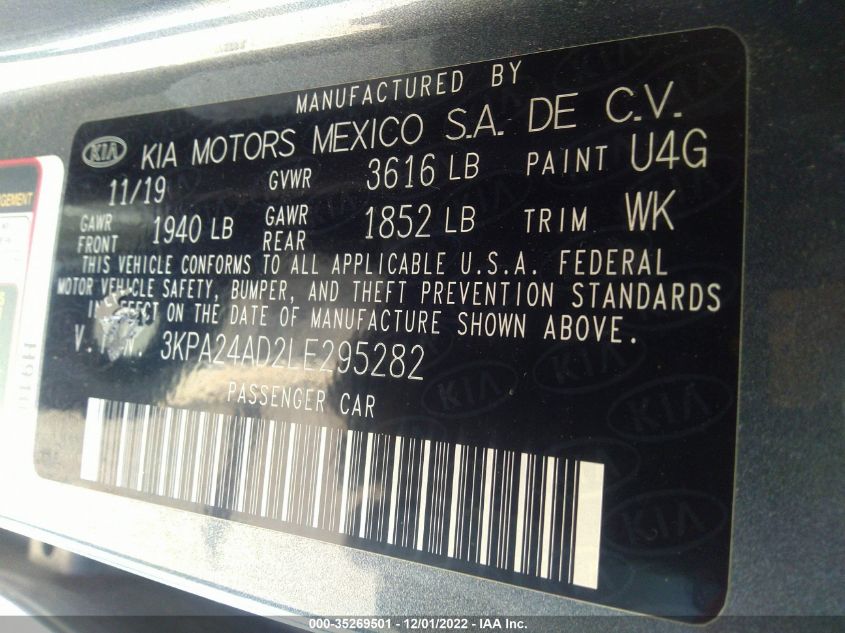 MANUFACTURED BY
KIA KIA MOTORS MEXICO S.A. DE C.V.
11/19 GVWR 3616 LB PAINT U4G
GAWR FRONT 1940 LB GAWR REAR 1852 LB TRIM WK
THIS VEHICLE CONFORMS TO ALL APPLICABLE U.S.A. FEDERAL
MOTOR VEHICLE SAFETY, BUMPER, AND THEFT PREVENTION STANDARDS
IN EFFECT ON THE DATE OF MANUFACTURE SHOWN ABOVE.
V.I.N. 3KPA24AD2LE295282
PASSENGER CAR
000-35269501 - 12/01/2022 - IAA Inc.